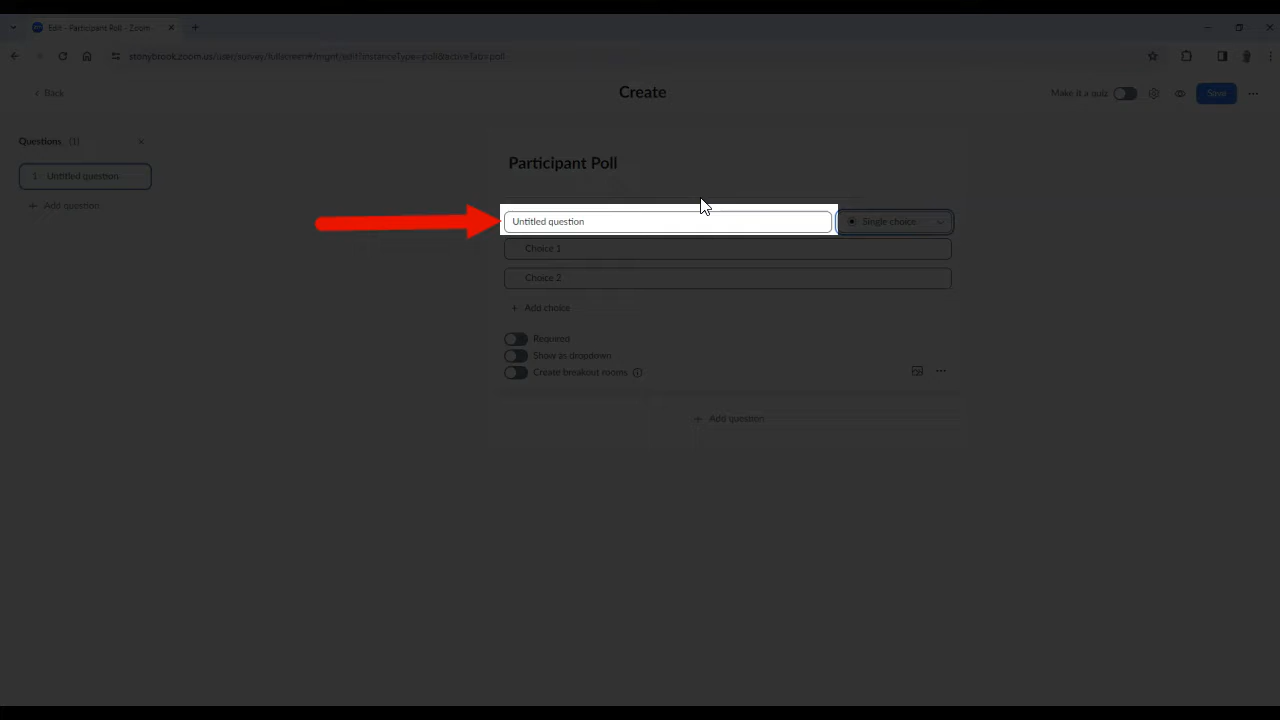 Edit - Participant Poll - Zoom
stonybrook.zoom.us/user/survey/fullscreen#/mgnt/edit?instanceType=poll&activeTab=poll
Back
Create
Make it a quiz
Save
Questions (1)
1 Untitled question
Add question
Participant Poll
Untitled question
Single choice
Choice 1
Choice 2
+ Add choice
Required
Show as dropdown
Create breakout rooms
+ Add question